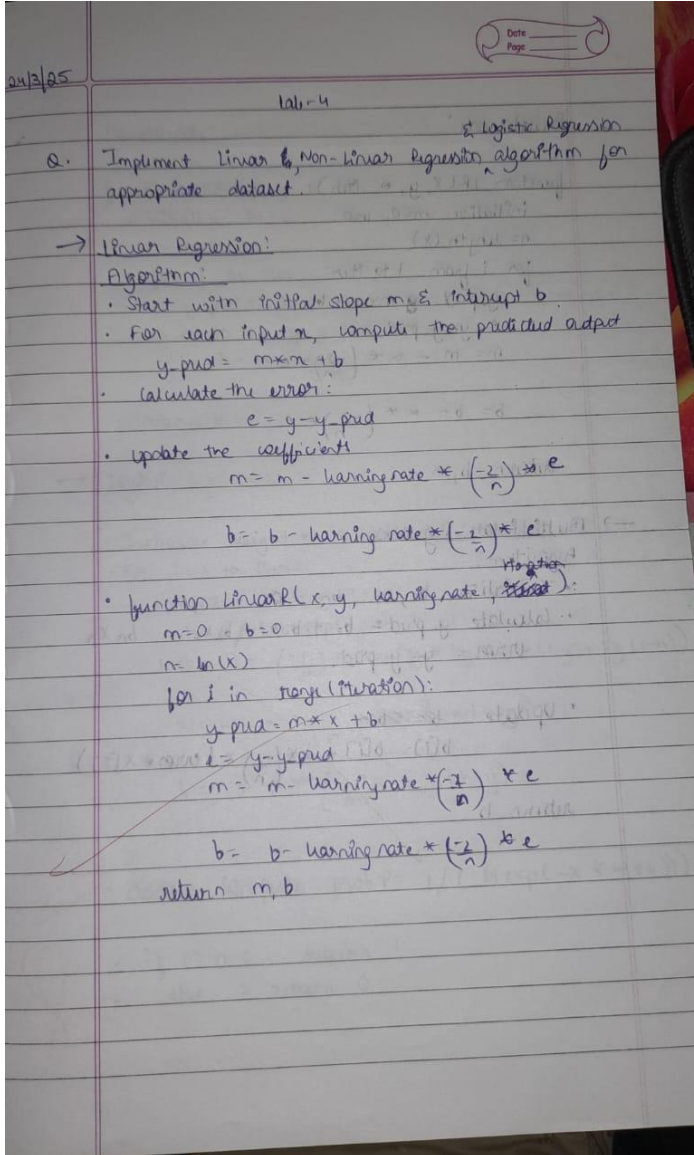 Date
Page
24/3/25
Lab-4
& Logistic Regression
Q. Implement Linear &, Non-Linear Regression ^ algorithm for
appropriate dataset.
→ Linear Regression:
Algorithm:
· Start with initial slope m & intercept b.
· For each input x, compute the predicted output
y-pred = m*x + b
· Calculate the error:
e = y-y-pred
· update the coefficients
m = m - learning rate * (-2/n) * e
b = b - learning rate * (-2/n) * e
iteration
· function LinearR(x, y, learning rate, ):
m=0 b=0
n= len(x)
for i in range(iteration):
y-pred = m*x + b
e = y-y-pred
m = m- learning rate * (-2/n) * e
b = b- learning rate * (-2/n) * e
return m, b